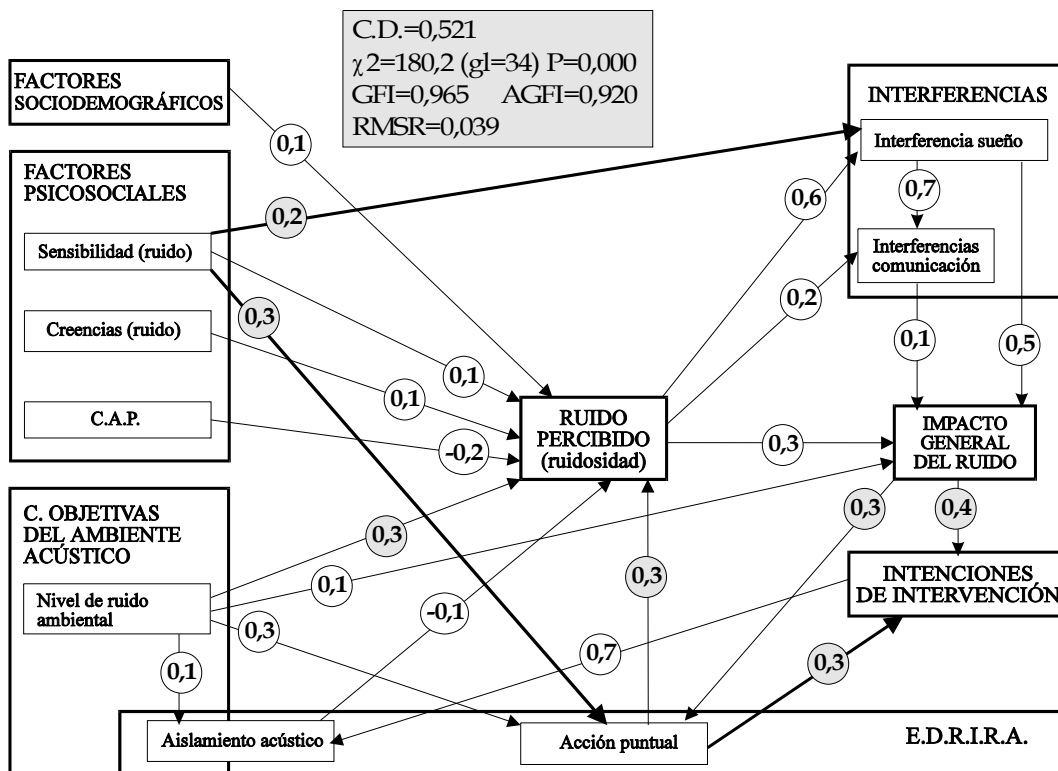 C.D.=0,521
χ2=180,2 (gl=34) P=0,000
GFI=0,965 AGFI=0,920
RMSR=0,039
FACTORES
SOCIODEMOGRÁFICOS
0,1
INTERFERENCIAS
Interferencia sueño
FACTORES
PSICOSOCIALES
0,7
0,6
0,2
Sensibilidad (ruido)
Interferencias
comunicación
0,3
0,2
Creencias (ruido)
0,1
0,5
0,1
0,1
C.A.P.
RUIDO
PERCIBIDO
(ruidosidad)
-0,2
0,3
IMPACTO
GENERAL
DEL RUIDO
C. OBJETIVAS
DEL AMBIENTE
ACÚSTICO
0,3
0,3
0,4
0,1
0,3
Nivel de ruido
ambiental
INTENCIONES
DE INTERVENCIÓN
-0,1
0,3
0,7
0,3
0,1
Aislamiento acústico
Acción puntual
E.D.R.I.R.A.